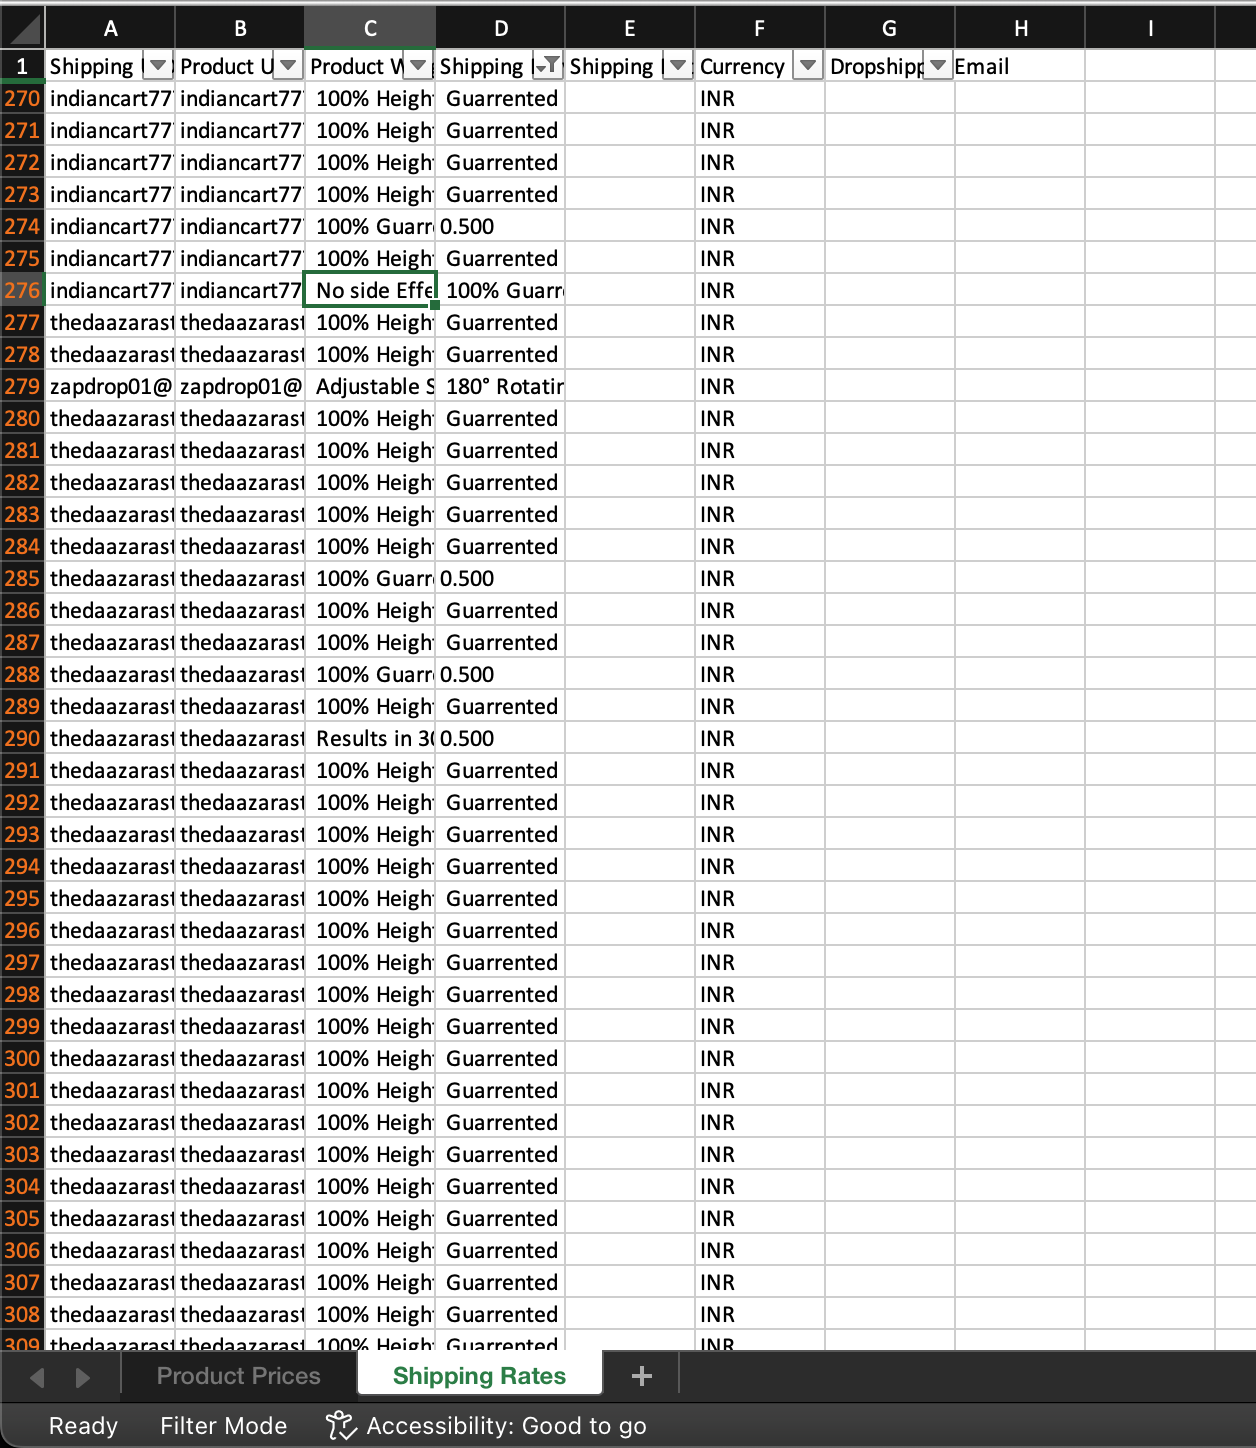 A B C D E F G H I
1 Shipping Product U Product W Shipping Shipping Currency Dropshipp Email
270 indiancart77 indiancart77 100% Heigh Guarrented INR
271 indiancart77 indiancart77 100% Heigh Guarrented INR
272 indiancart77 indiancart77 100% Heigh Guarrented INR
273 indiancart77 indiancart77 100% Heigh Guarrented INR
274 indiancart77 indiancart77 100% Guarr 0.500 INR
275 indiancart77 indiancart77 100% Heigh Guarrented INR
276 indiancart77 indiancart77 No side Effe 100% Guarr INR
277 thedaazarast thedaazarast 100% Heigh Guarrented INR
278 thedaazarast thedaazarast 100% Heigh Guarrented INR
279 zapdrop01@ zapdrop01@ Adjustable S 180° Rotatin INR
280 thedaazarast thedaazarast 100% Heigh Guarrented INR
281 thedaazarast thedaazarast 100% Heigh Guarrented INR
282 thedaazarast thedaazarast 100% Heigh Guarrented INR
283 thedaazarast thedaazarast 100% Heigh Guarrented INR
284 thedaazarast thedaazarast 100% Heigh Guarrented INR
285 thedaazarast thedaazarast 100% Guarr 0.500 INR
286 thedaazarast thedaazarast 100% Heigh Guarrented INR
287 thedaazarast thedaazarast 100% Heigh Guarrented INR
288 thedaazarast thedaazarast 100% Guarr 0.500 INR
289 thedaazarast thedaazarast 100% Heigh Guarrented INR
290 thedaazarast thedaazarast Results in 30 0.500 INR
291 thedaazarast thedaazarast 100% Heigh Guarrented INR
292 thedaazarast thedaazarast 100% Heigh Guarrented INR
293 thedaazarast thedaazarast 100% Heigh Guarrented INR
294 thedaazarast thedaazarast 100% Heigh Guarrented INR
295 thedaazarast thedaazarast 100% Heigh Guarrented INR
296 thedaazarast thedaazarast 100% Heigh Guarrented INR
297 thedaazarast thedaazarast 100% Heigh Guarrented INR
298 thedaazarast thedaazarast 100% Heigh Guarrented INR
299 thedaazarast thedaazarast 100% Heigh Guarrented INR
300 thedaazarast thedaazarast 100% Heigh Guarrented INR
301 thedaazarast thedaazarast 100% Heigh Guarrented INR
302 thedaazarast thedaazarast 100% Heigh Guarrented INR
303 thedaazarast thedaazarast 100% Heigh Guarrented INR
304 thedaazarast thedaazarast 100% Heigh Guarrented INR
305 thedaazarast thedaazarast 100% Heigh Guarrented INR
306 thedaazarast thedaazarast 100% Heigh Guarrented INR
307 thedaazarast thedaazarast 100% Heigh Guarrented INR
308 thedaazarast thedaazarast 100% Heigh Guarrented INR
309 thedaazarast thedaazarast 100% Heigh Guarrented INR
Product Prices Shipping Rates
Ready Filter Mode Accessibility: Good to go